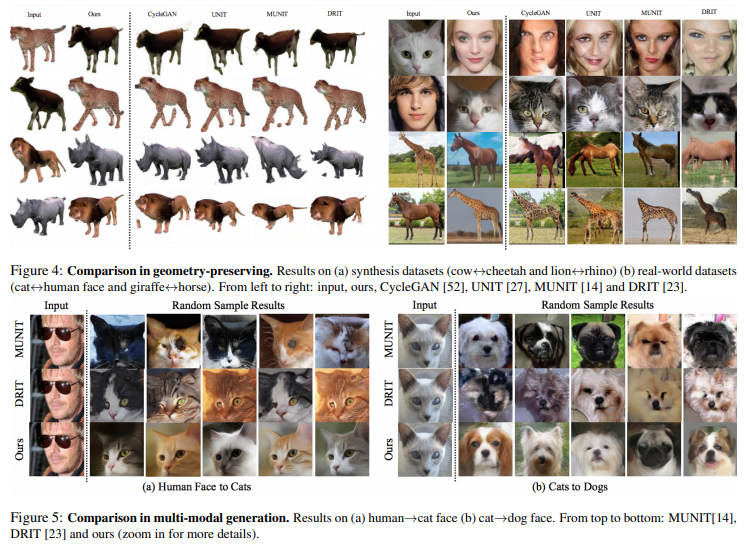 Input Ours CycleGAN UNIT MUNIT DRIT
Input Ours CycleGAN UNIT MUNIT DRIT
Figure 4: Comparison in geometry-preserving. Results on (a) synthesis datasets (cow↔cheetah and lion↔rhino) (b) real-world datasets
(cat↔human face and giraffe↔horse). From left to right: input, ours, CycleGAN [52], UNIT [27], MUNIT [14] and DRIT [23].
Input Random Sample Results
MUNIT
DRIT
Ours
(a) Human Face to Cats
Input Random Sample Results
MUNIT
DRIT
Ours
(b) Cats to Dogs
Figure 5: Comparison in multi-modal generation. Results on (a) human→cat face (b) cat→dog face. From top to bottom: MUNIT[14],
DRIT [23] and ours (zoom in for more details).